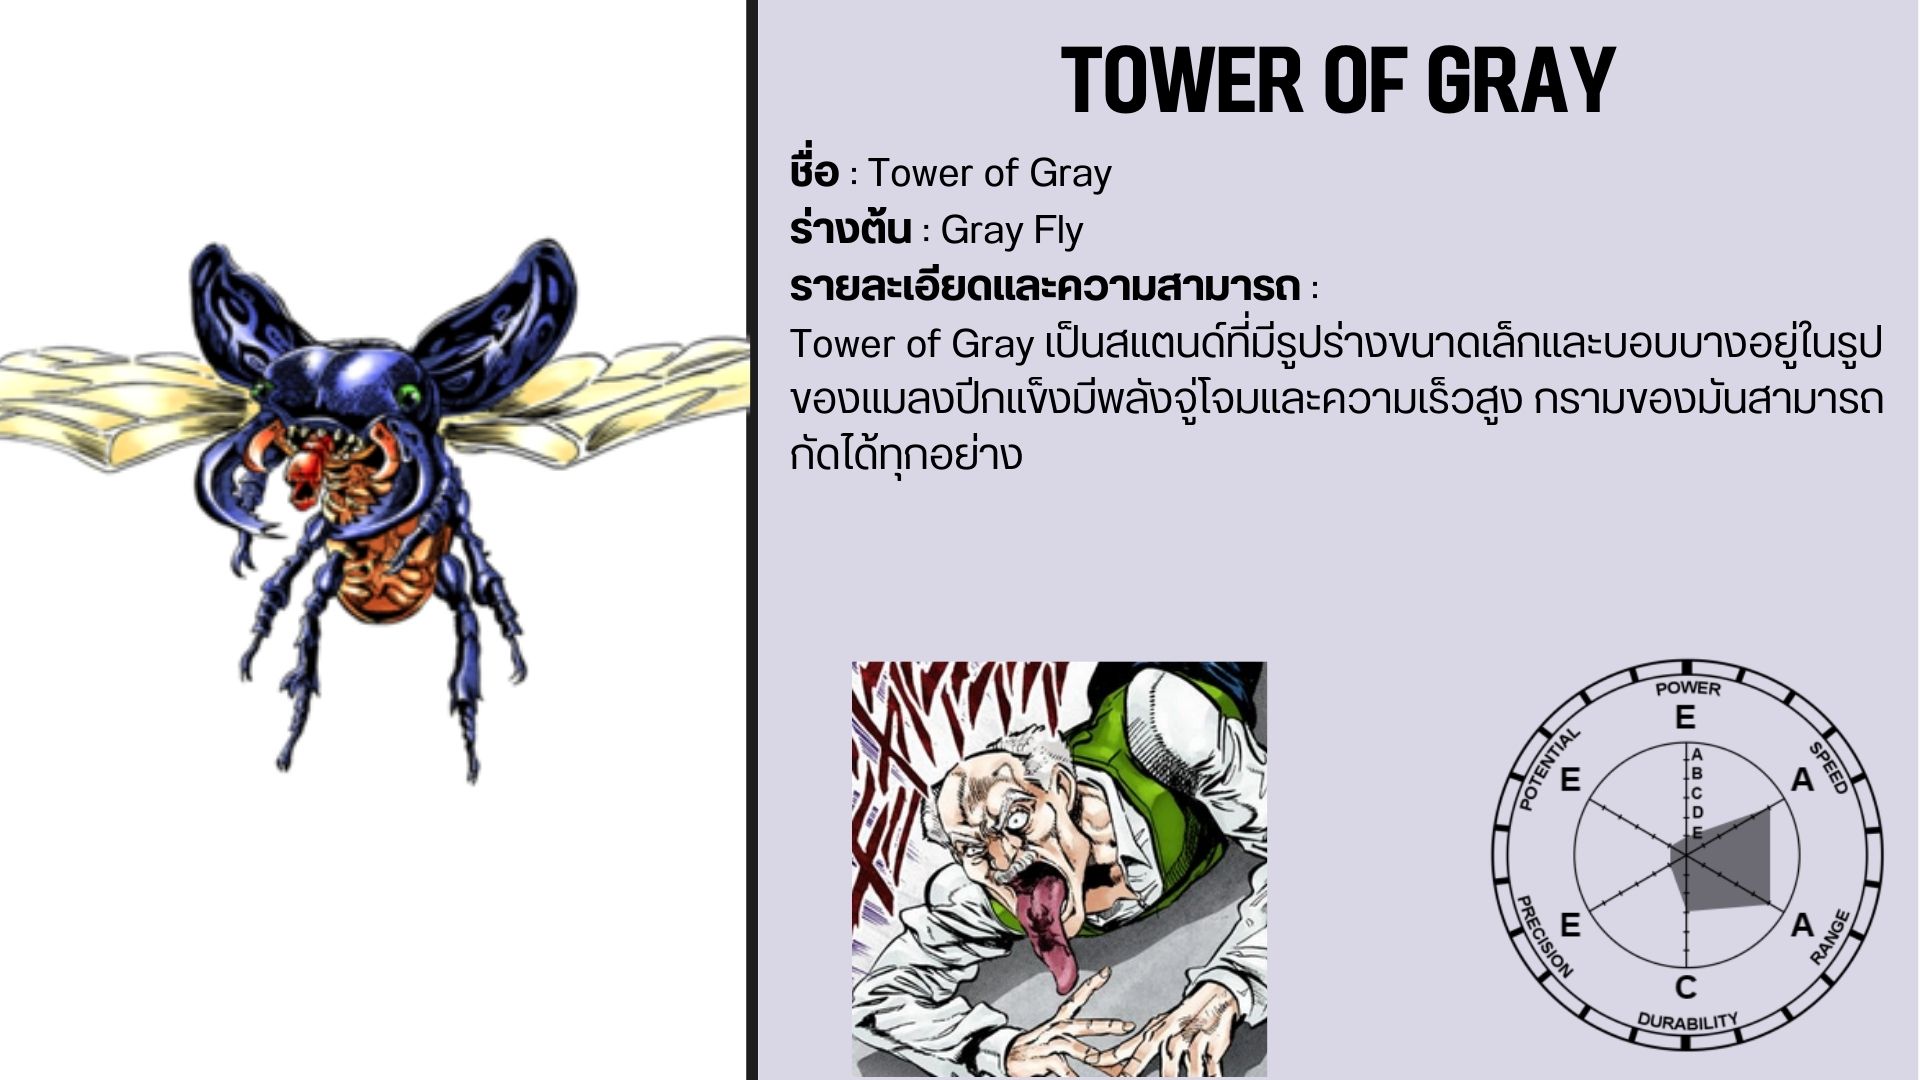 TOWER OF GRAY
ชื่อ : Tower of Gray
ร่างต้น : Gray Fly
รายละเอียดและความสามารถ :
Tower of Gray เป็นสแตนด์ที่มีรูปร่างขนาดเล็กและบอบบางอยู่ในรูป
ของแมลงปีกแข็งมีพลังจู่โจมและความเร็วสูง กรามของมันสามารถ
กัดได้ทุกอย่าง
POWER
E
SPEED
A
RANGE
A
DURABILITY
C
PRECISION
E
POTENTIAL
E
A
B
C
D
E